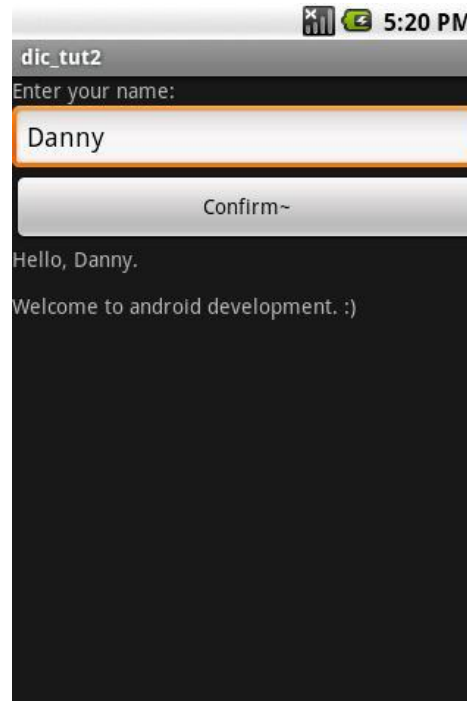 5:20 PM
dic_tut2
Enter your name:
Danny
Confirm~
Hello, Danny.
Welcome to android development. :)